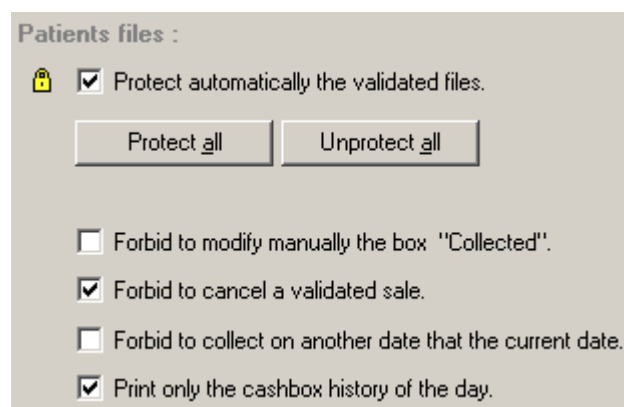 Patients files :
Protect automatically the validated files.
Protect all Unprotect all
Forbid to modify manually the box "Collected".
Forbid to cancel a validated sale.
Forbid to collect on another date that the current date.
Print only the cashbox history of the day.